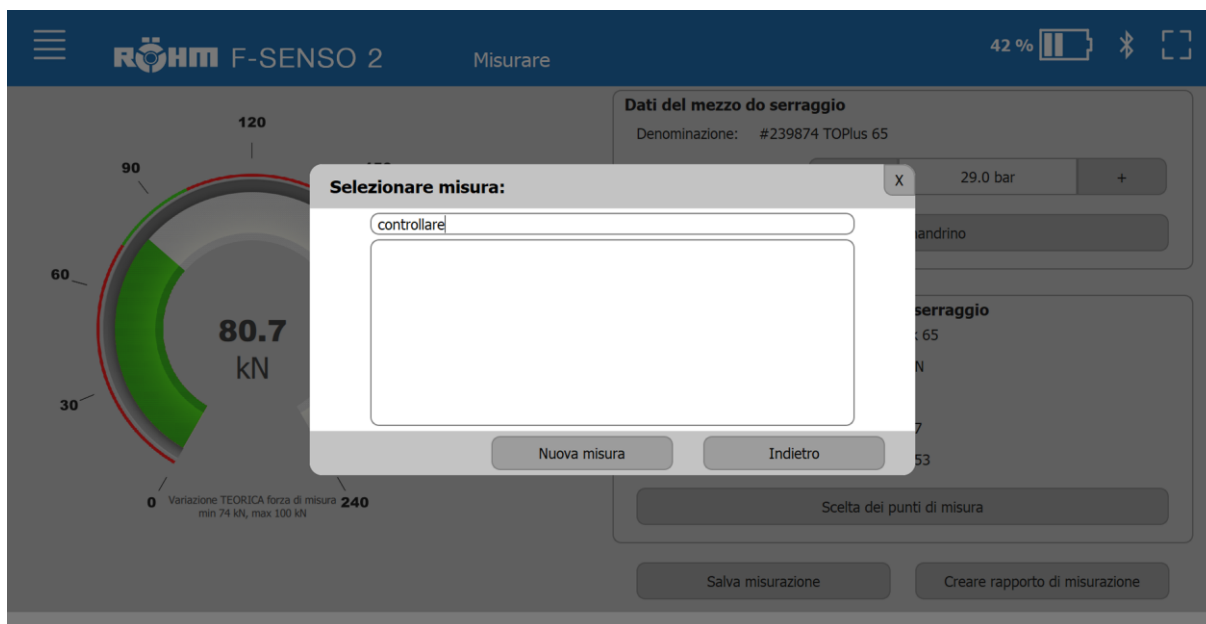 RÖHM F-SENSO 2
Misurare
42 %
120
90
60
30
0
240
80.7
kN
Variazione TEORICA forza di misura
min 74 kN, max 100 kN
Dati del mezzo do serraggio
Denominazione: #239874 TOPlus 65
29.0 bar
+
Selezionare misura:
X
controllare
Nuova misura
Indietro
serraggio
65
N
7
53
Scelta dei punti di misura
Salva misurazione
Creare rapporto di misurazione